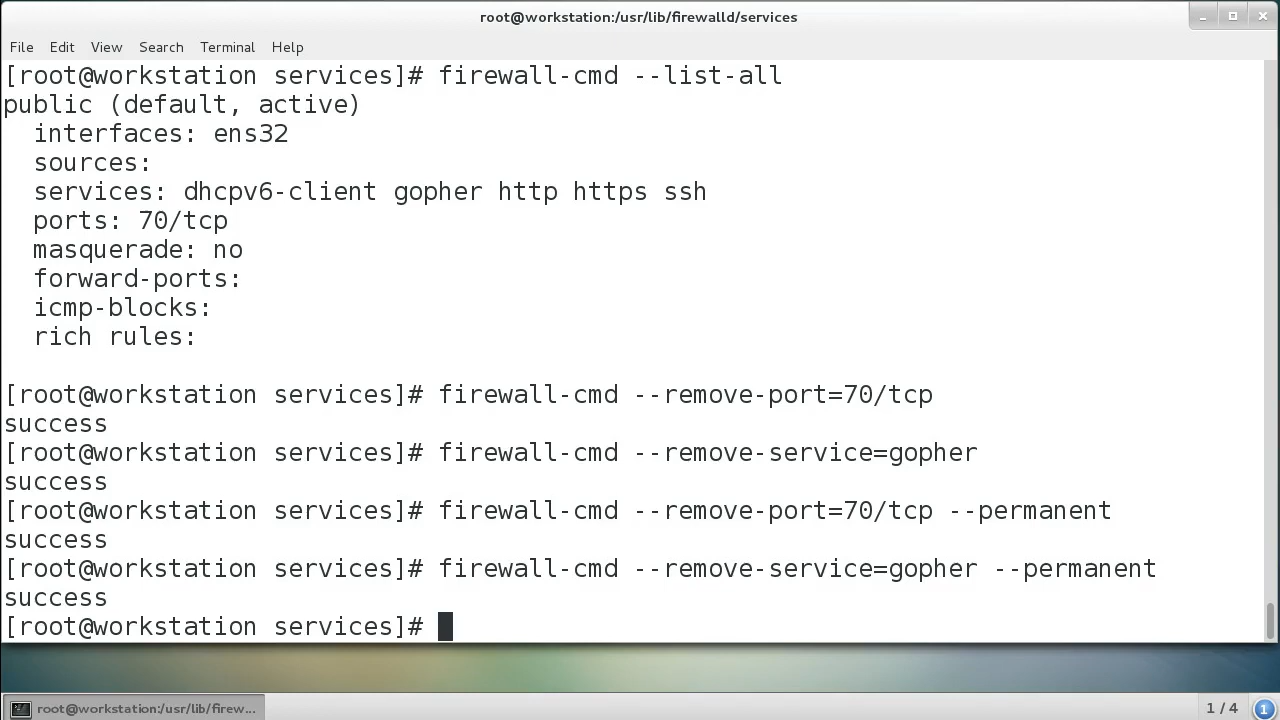 root@workstation:/usr/lib/firewalld/services
File Edit View Search Terminal Help
[root@workstation services]# firewall-cmd --list-all
public (default, active)
  interfaces: ens32
  sources:
  services: dhcpv6-client gopher http https ssh
  ports: 70/tcp
  masquerade: no
  forward-ports:
  icmp-blocks:
  rich rules:
[root@workstation services]# firewall-cmd --remove-port=70/tcp
success
[root@workstation services]# firewall-cmd --remove-service=gopher
success
[root@workstation services]# firewall-cmd --remove-port=70/tcp --permanent
success
[root@workstation services]# firewall-cmd --remove-service=gopher --permanent
success
[root@workstation services]#
root@workstation:/usr/lib/firew...
1 / 4
1